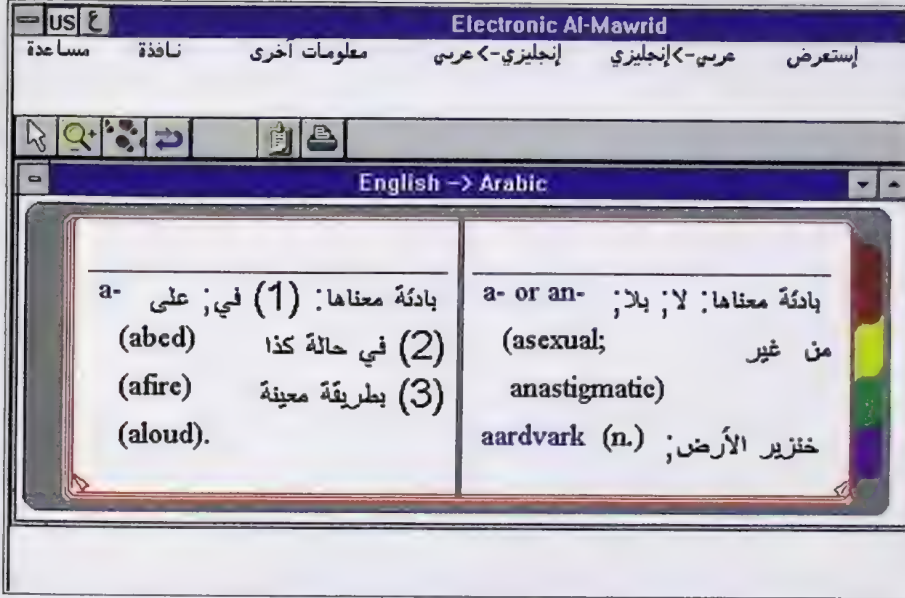 US ع Electronic Al-Mawrid
إستعرض عربي->إنجليزي إنجليزي->عربي معلومات أخرى نافذة مساعدة
English -> Arabic
a- بادئة معناها: (1) في; على
(abed) (2) في حالة كذا
(afire) (3) بطريقة معينة
(aloud).
a- or an- بادئة معناها: لا; بلا;
(asexual; من غير
anastigmatic)
aardvark (n.) خنزير الأرض;